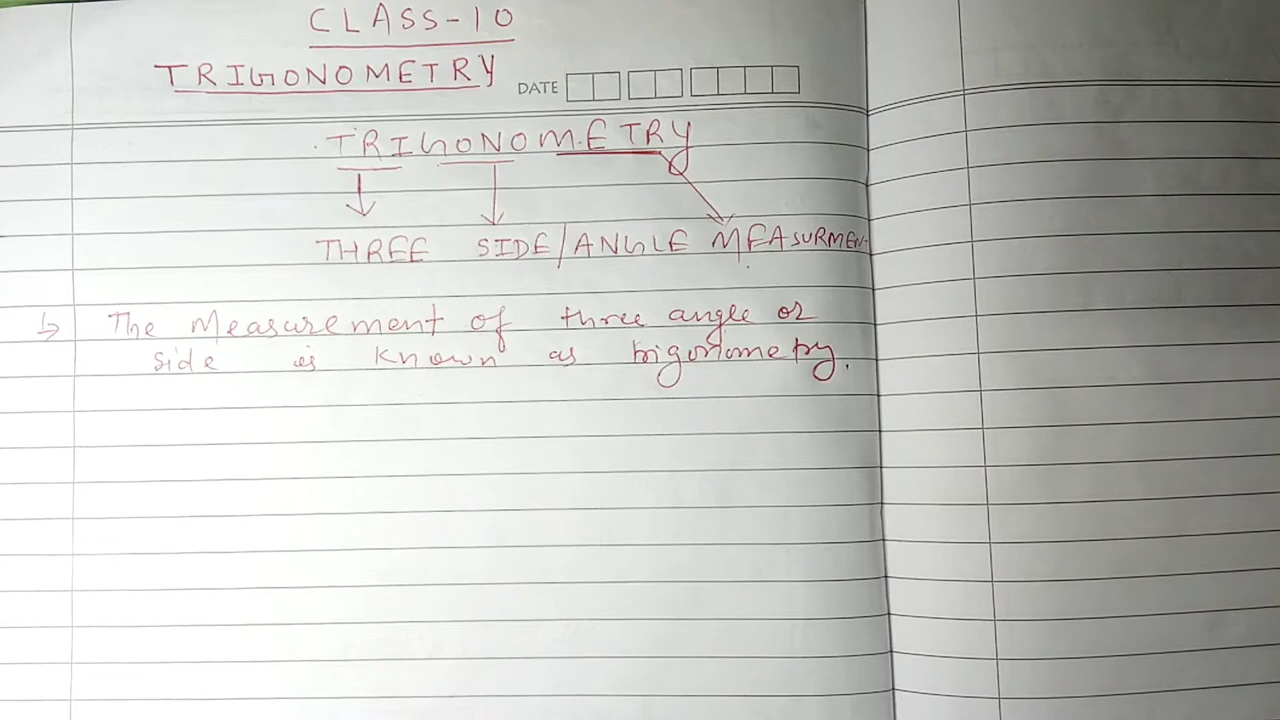 CLASS-10
TRIGONOMETRY
DATE
TRIGONOMETRY
THREE SIDE/ANGLE MEASURMEN
↳ The Measurement of three angle or
side is known as trigonometry.